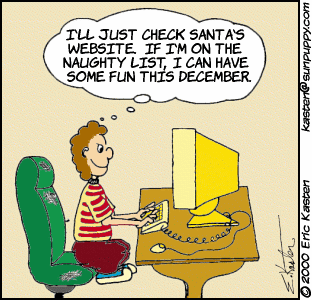 I'LL JUST CHECK SANTA'S
WEBSITE. IF I'M ON THE
NAUGHTY LIST, I CAN HAVE
SOME FUN THIS DECEMBER.
kasten@sunpuppy.com
© 2000 Eric Kasten
E. Kasten